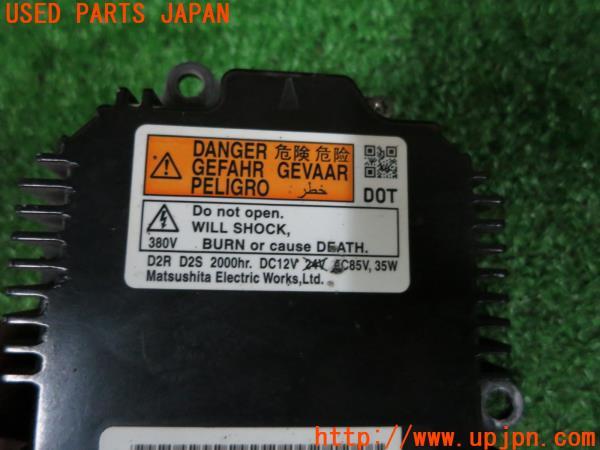 USED PARTS JAPAN
DANGER 危険 危险
GEFAHR GEVAAR
PELIGRO خطر:
DOT
Do not open.
WILL SHOCK,
380V BURN or cause DEATH.
D2R D2S 2000hr. DC12V 24V AC85V, 35W
Matsushita Electric Works,Ltd.
http://www.upjpn.com/